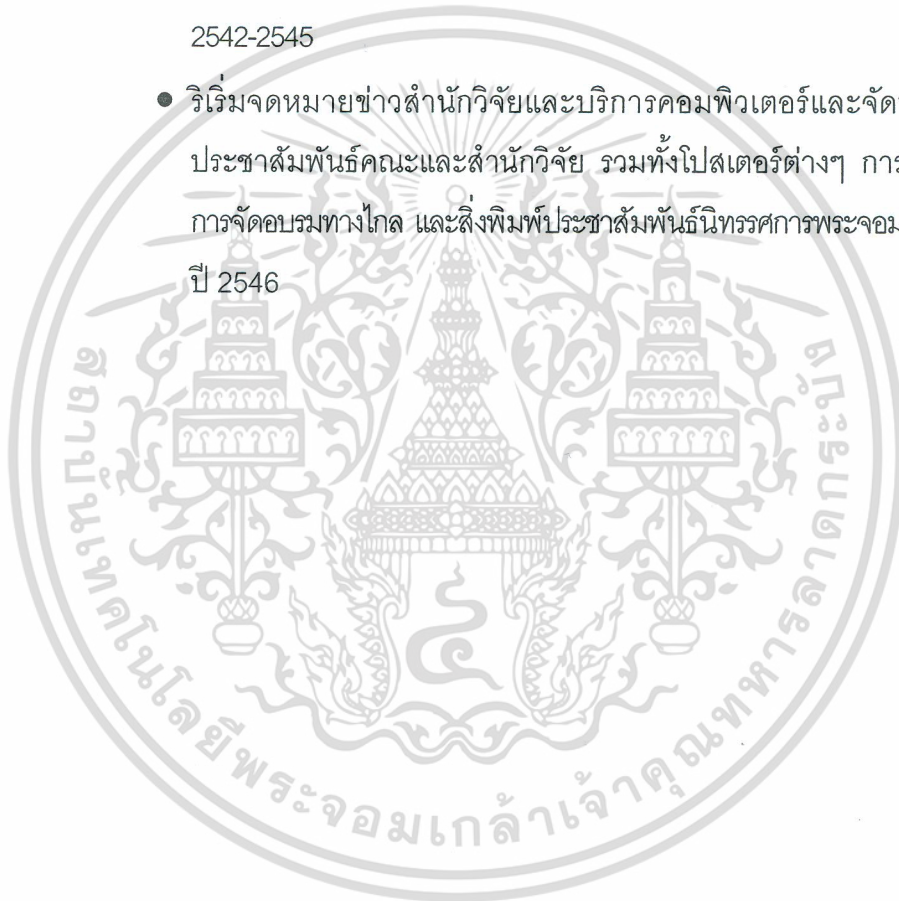 2542-2545
● ริเริ่มจดหมายข่าวสำนักวิจัยและบริการคอมพิวเตอร์และจัด
ประชาสัมพันธ์คณะและสำนักวิจัย รวมทั้งโปสเตอร์ต่างๆ การ
การจัดอบรมทางไกล และสิ่งพิมพ์ประชาสัมพันธ์นิทรรศการพระจอม
ปี 2546
สถาบันเทคโนโลยีพระจอมเกล้าเจ้าคุณทหารลาดกระบัง
๔